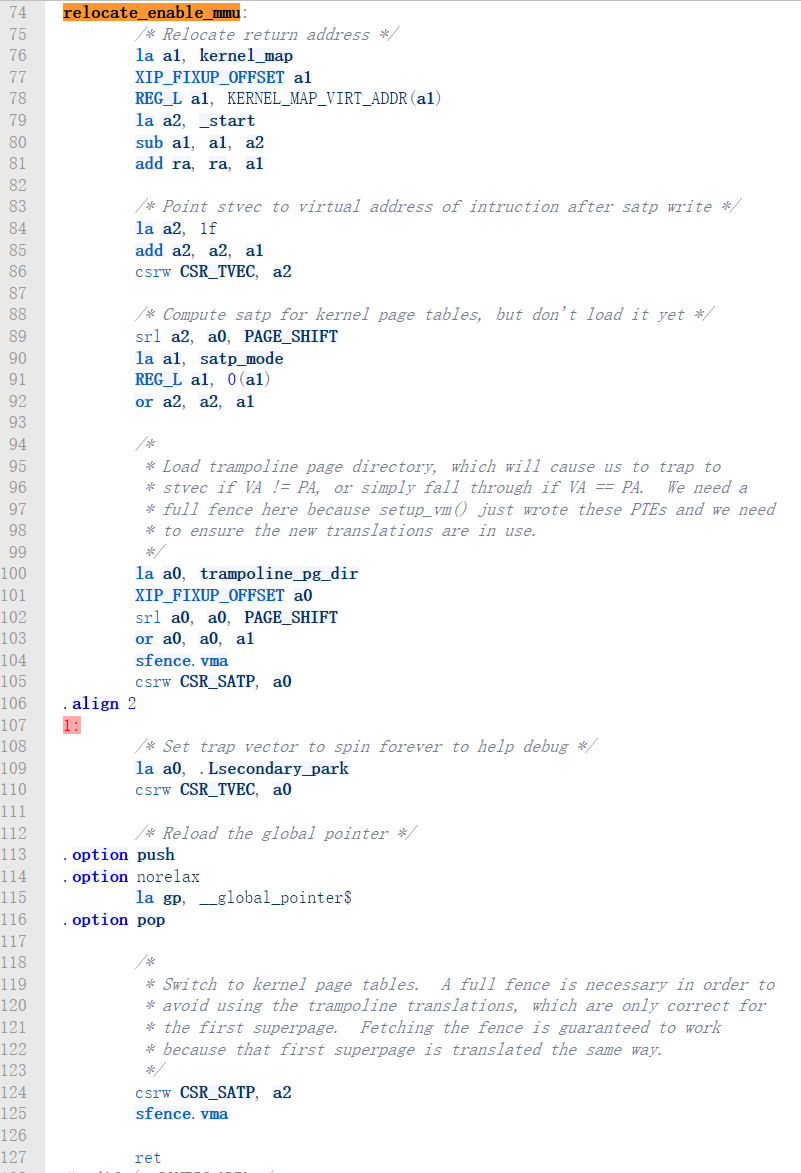 74 relocate_enable_mmu:
75 /* Relocate return address */
76 la a1, kernel_map
77 XIP_FIXUP_OFFSET a1
78 REG_L a1, KERNEL_MAP_VIRT_ADDR(a1)
79 la a2, _start
80 sub a1, a1, a2
81 add ra, ra, a1
82
83 /* Point stvec to virtual address of intruction after satp write */
84 la a2, 1f
85 add a2, a2, a1
86 csrw CSR_TVEC, a2
87
88 /* Compute satp for kernel page tables, but don't load it yet */
89 srl a2, a0, PAGE_SHIFT
90 la a1, satp_mode
91 REG_L a1, 0(a1)
92 or a2, a2, a1
93
94 /*
95 * Load trampoline page directory, which will cause us to trap to
96 * stvec if VA != PA, or simply fall through if VA == PA. We need a
97 * full fence here because setup_vm() just wrote these PTEs and we need
98 * to ensure the new translations are in use.
99 */
100 la a0, trampoline_pg_dir
101 XIP_FIXUP_OFFSET a0
102 srl a0, a0, PAGE_SHIFT
103 or a0, a0, a1
104 sfence.vma
105 csrw CSR_SATP, a0
106 .align 2
107 1:
108 /* Set trap vector to spin forever to help debug */
109 la a0, .Lsecondary_park
110 csrw CSR_TVEC, a0
111
112 /* Reload the global pointer */
113 .option push
114 .option norelax
115 la gp, __global_pointer$
116 .option pop
117
118 /*
119 * Switch to kernel page tables. A full fence is necessary in order to
120 * avoid using the trampoline translations, which are only correct for
121 * the first superpage. Fetching the fence is guaranteed to work
122 * because that first superpage is translated the same way.
123 */
124 csrw CSR_SATP, a2
125 sfence.vma
126
127 ret